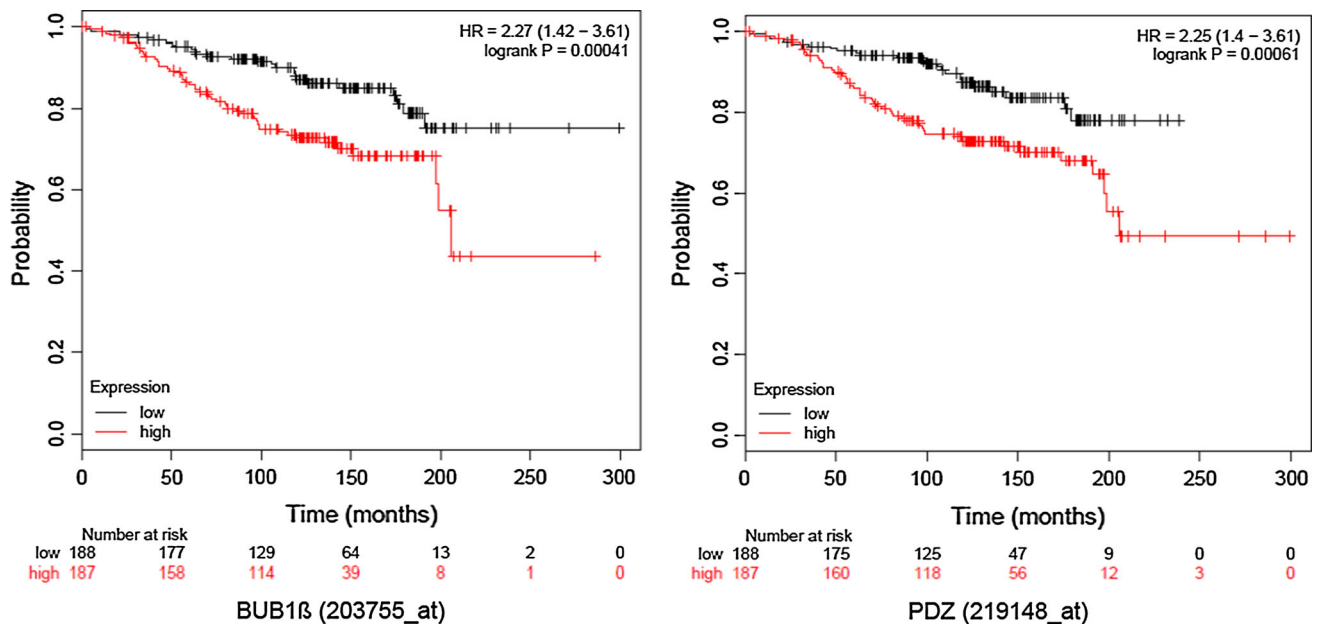 HR = 2.27 (1.42 – 3.61)
logrank P = 0.00041
Probability
1.0
0.8
0.6
0.4
0.2
0.0
Expression
low
high
0 50 100 150 200 250 300
Time (months)
Number at risk
low 188 177 129 64 13 2 0
high 187 158 114 39 8 1 0
BUB1ß (203755_at)
HR = 2.25 (1.4 – 3.61)
logrank P = 0.00061
Probability
1.0
0.8
0.6
0.4
0.2
0.0
Expression
low
high
0 50 100 150 200 250 300
Time (months)
Number at risk
low 188 175 125 47 9 0 0
high 187 160 118 56 12 3 0
PDZ (219148_at)